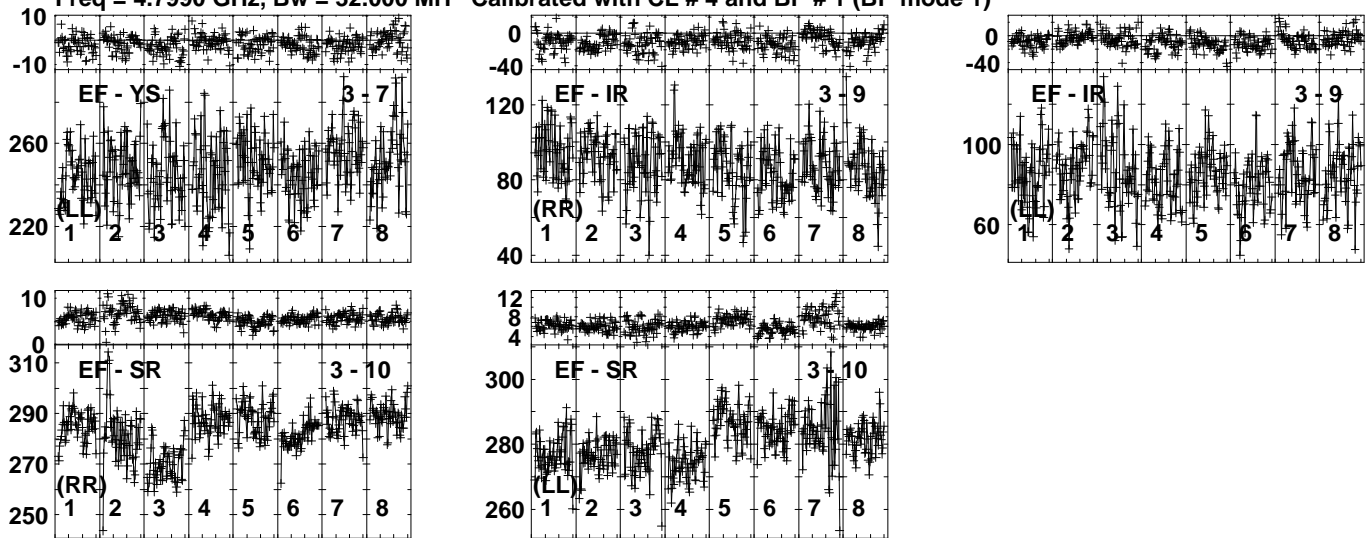 Freq = 4.7990 GHz, Bw = 32.000 MH Calibrated with CL # 4 and BP # 1 (BP mode 1)
10
-10
EF - YS 3 - 7
260
220
(LL)
1 2 3 4 5 6 7 8
0
-40
EF - IR 3 - 9
120
80
40
(RR)
1 2 3 4 5 6 7 8
0
-40
EF - IR 3 - 9
100
60
(LL)
1 2 3 4 5 6 7 8
10
0
EF - SR 3 - 10
310
290
270
250
(RR)
1 2 3 4 5 6 7 8
12
8
4
EF - SR 3 - 10
300
280
260
(LL)
1 2 3 4 5 6 7 8